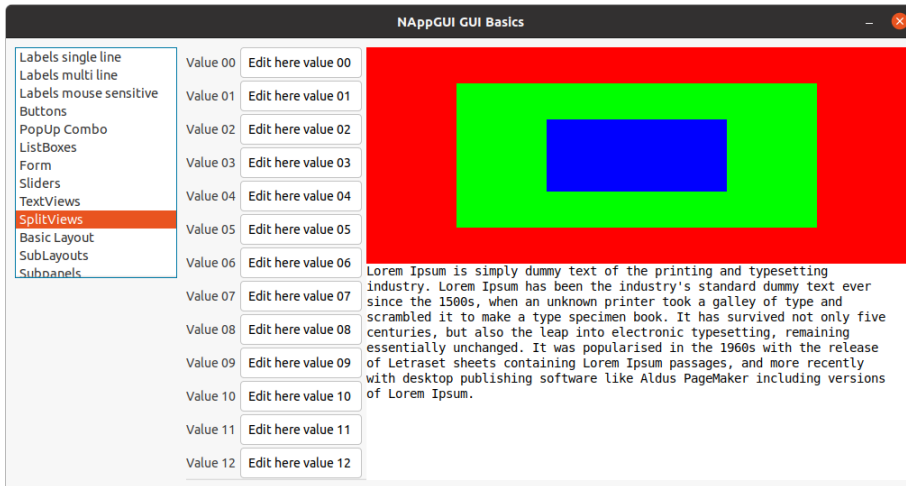 NAppGUI GUI Basics
Labels single line
Labels multi line
Labels mouse sensitive
Buttons
PopUp Combo
ListBoxes
Form
Sliders
TextViews
SplitViews
Basic Layout
SubLayouts
Subpanels
Value 00 Edit here value 00
Value 01 Edit here value 01
Value 02 Edit here value 02
Value 03 Edit here value 03
Value 04 Edit here value 04
Value 05 Edit here value 05
Value 06 Edit here value 06
Value 07 Edit here value 07
Value 08 Edit here value 08
Value 09 Edit here value 09
Value 10 Edit here value 10
Value 11 Edit here value 11
Value 12 Edit here value 12
Lorem Ipsum is simply dummy text of the printing and typesetting
industry. Lorem Ipsum has been the industry's standard dummy text ever
since the 1500s, when an unknown printer took a galley of type and
scrambled it to make a type specimen book. It has survived not only five
centuries, but also the leap into electronic typesetting, remaining
essentially unchanged. It was popularised in the 1960s with the release
of Letraset sheets containing Lorem Ipsum passages, and more recently
with desktop publishing software like Aldus PageMaker including versions
of Lorem Ipsum.